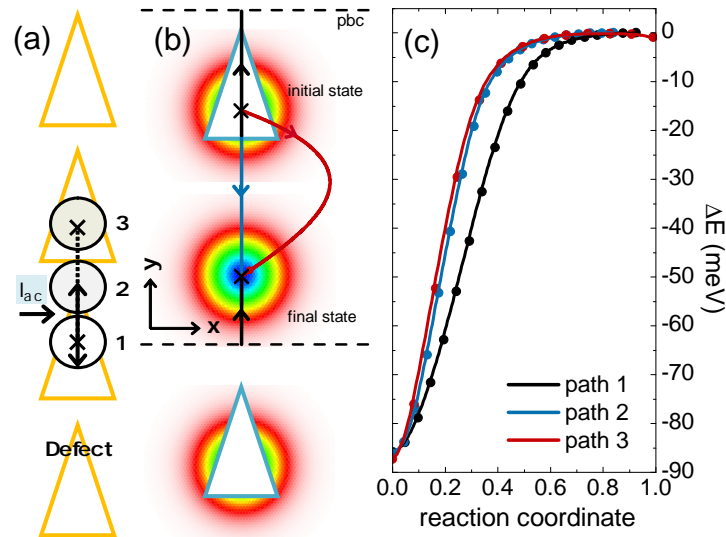 (a)
3
2
1
Iac
Defect
(b)
pbc
initial state
y
x
final state
(c)
0
-10
-20
-30
-40
-50
-60
-70
-80
-90
ΔE (meV)
path 1
path 2
path 3
0.0 0.2 0.4 0.6 0.8 1.0
reaction coordinate